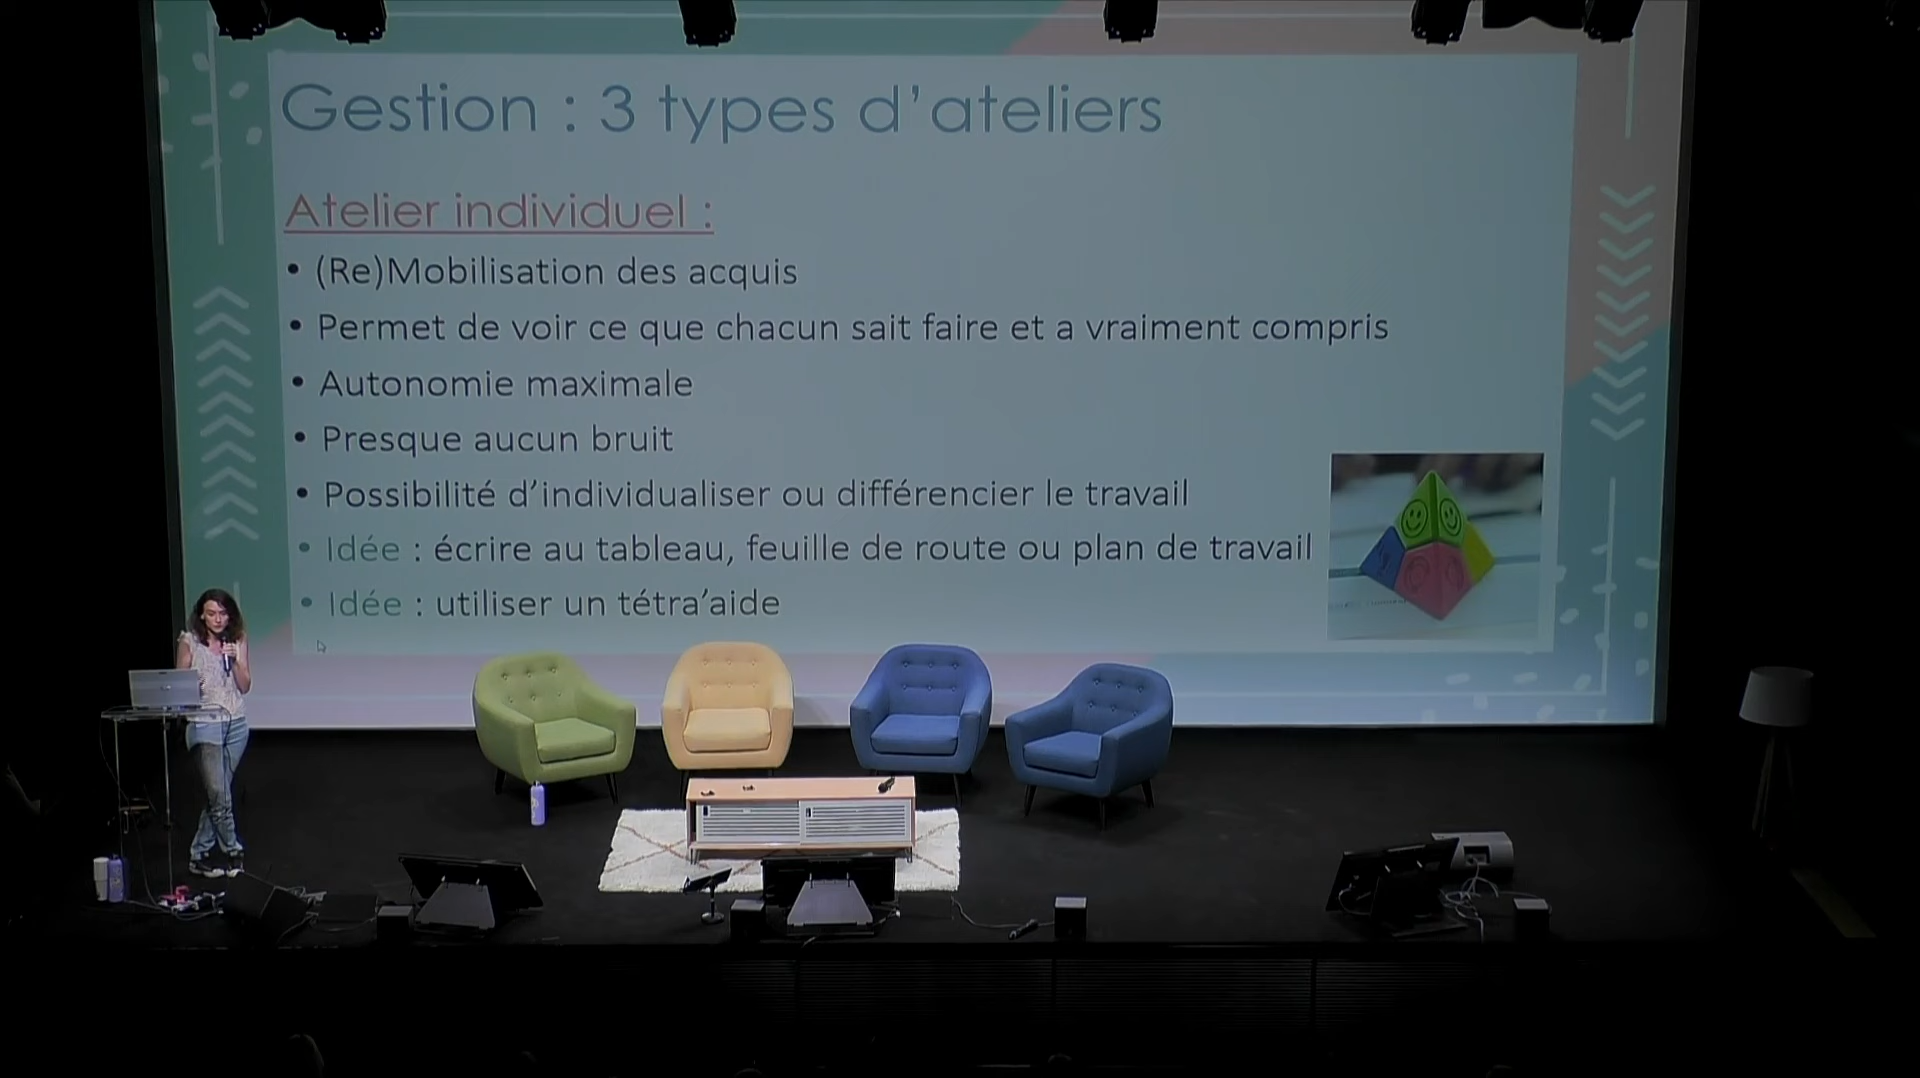 Gestion : 3 types d'ateliers
Atelier individuel :
• (Re)Mobilisation des acquis
• Permet de voir ce que chacun sait faire et a vraiment compris
• Autonomie maximale
• Presque aucun bruit
• Possibilité d'individualiser ou différencier le travail
• Idée : écrire au tableau, feuille de route ou plan de travail
• Idée : utiliser un tétra'aide